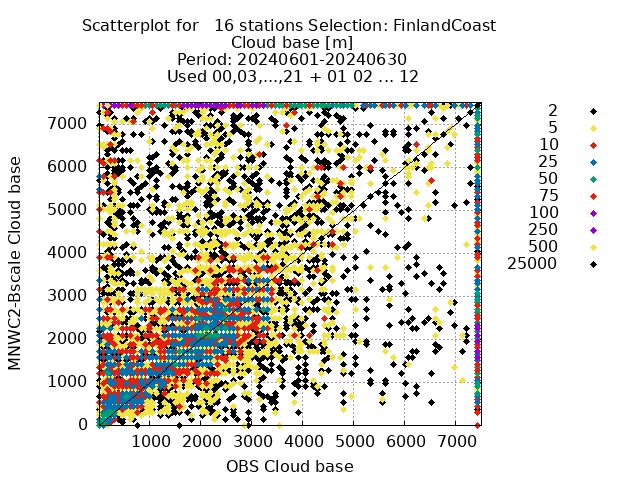 Scatterplot for   16 stations Selection: FinlandCoast
Cloud base [m]
Period: 20240601-20240630
Used 00,03,...,21 + 01 02 ... 12
MNWC2-Bscale Cloud base
7000
6000
5000
4000
3000
2000
1000
0
1000 2000 3000 4000 5000 6000 7000
OBS Cloud base
2
5
10
25
50
75
100
250
500
25000